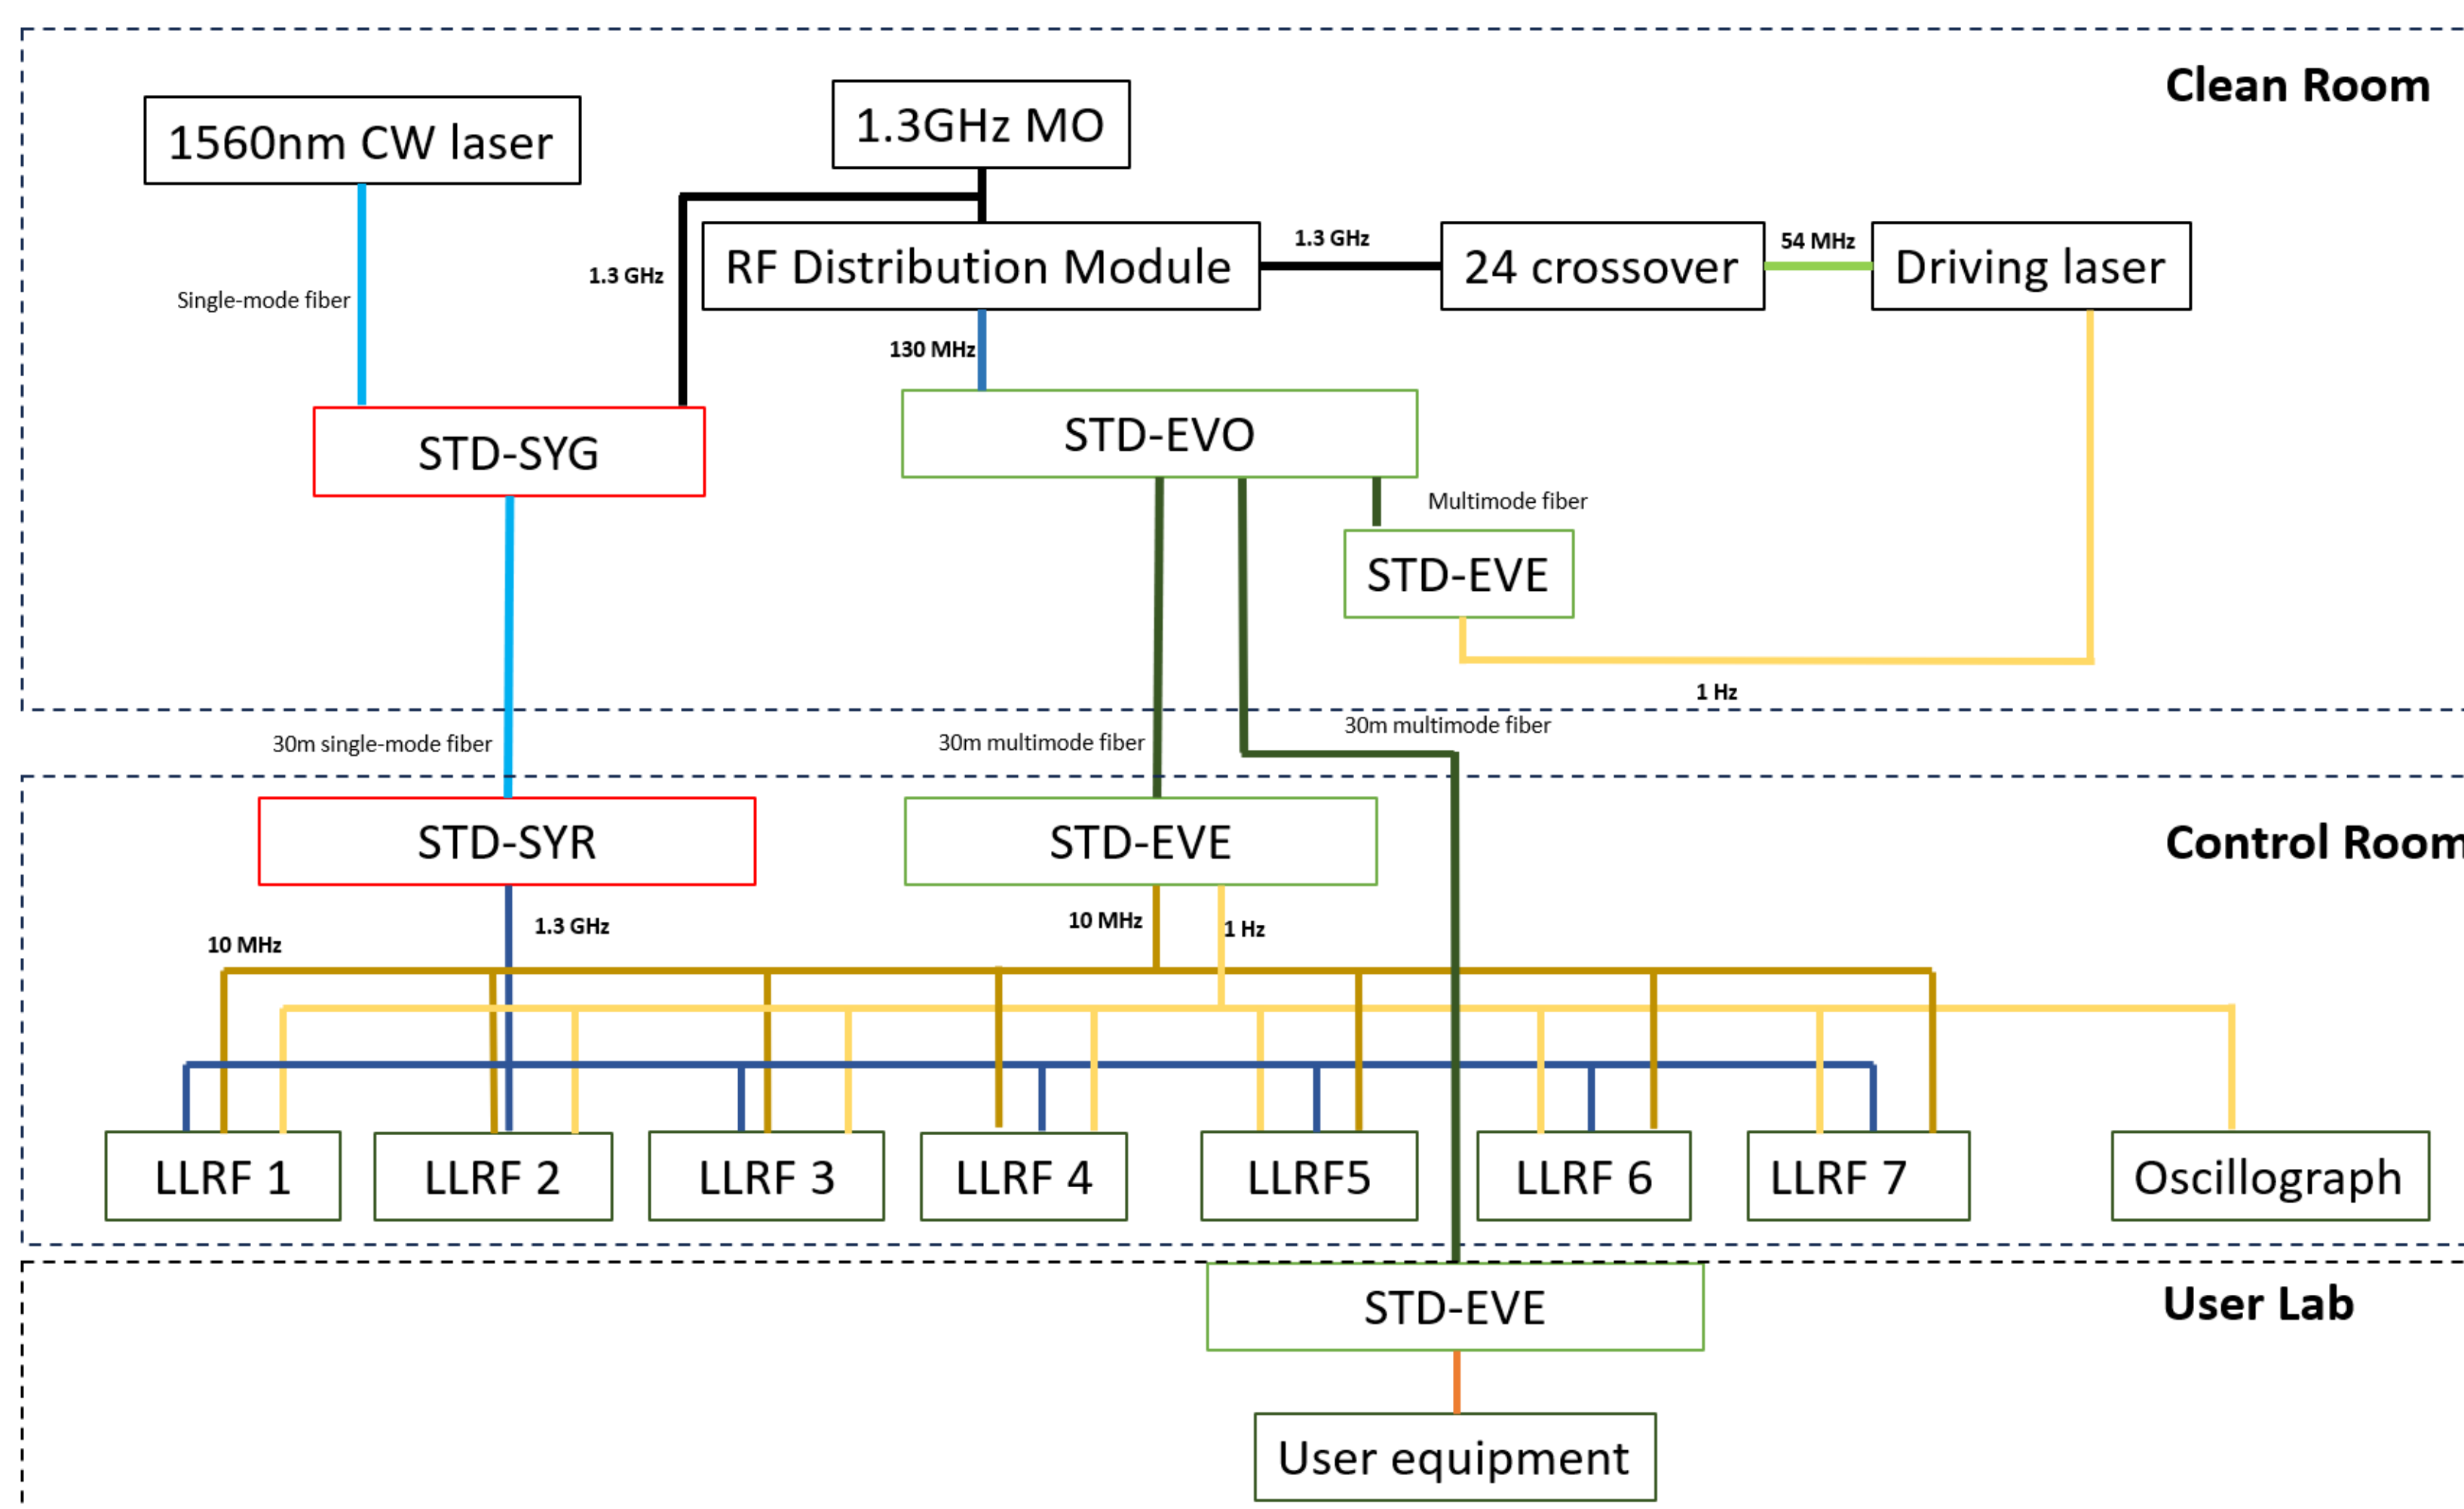 Clean Room
1560nm CW laser
1.3GHz MO
RF Distribution Module
1.3 GHz
24 crossover
54 MHz
Driving laser
Single-mode fiber
1.3 GHz
130 MHz
STD-SYG
STD-EVO
Multimode fiber
STD-EVE
1 Hz
30m single-mode fiber
30m multimode fiber
30m multimode fiber
STD-SYR
STD-EVE
Control Room
10 MHz
1.3 GHz
10 MHz
1 Hz
LLRF 1
LLRF 2
LLRF 3
LLRF 4
LLRF5
LLRF 6
LLRF 7
Oscillograph
STD-EVE
User Lab
User equipment